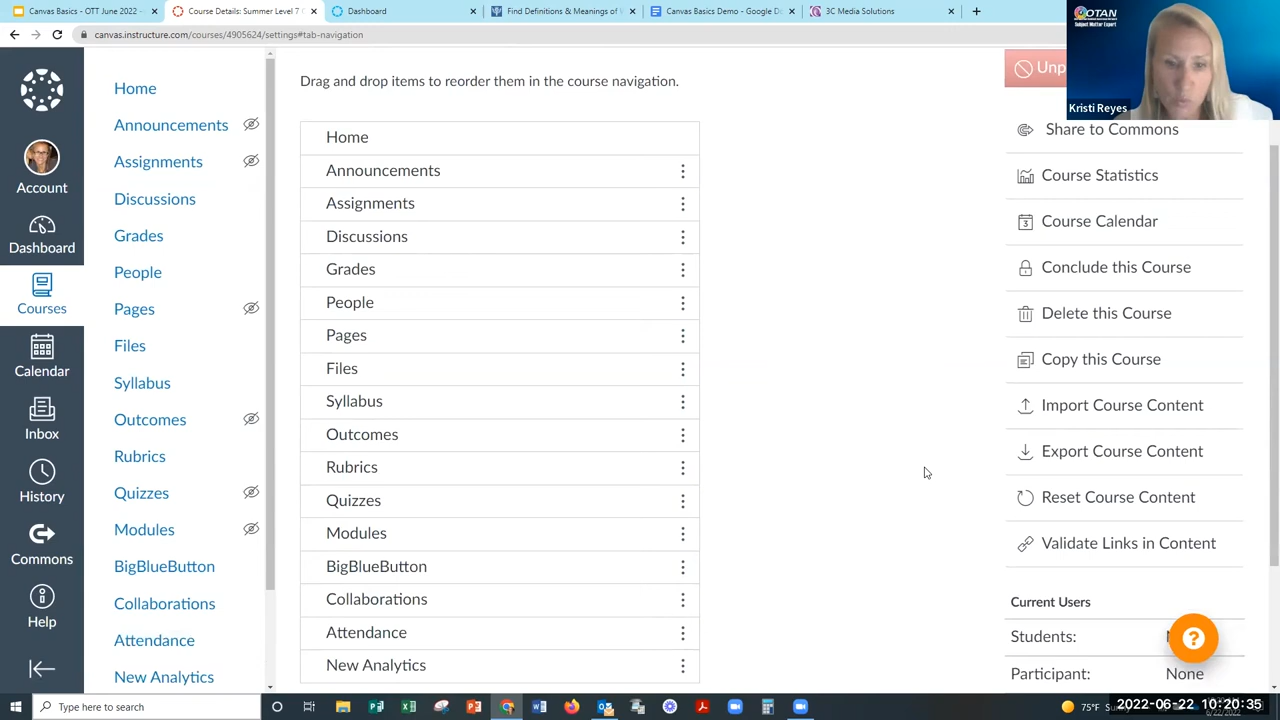 Canvas Basics - OTT June 2022 -
Course Details: Summer Level 7
Dashboard
Find Definitions & Meanings of
Canvas Basics Demo - Google D
3C Media Solutions
canvas.instructure.com/courses/4905624/settings#tab-navigation
OTAN
Subject Matter Expert
Kristi Reyes
Account
Dashboard
Courses
Calendar
Inbox
History
Commons
Help
Home
Announcements
Assignments
Discussions
Grades
People
Pages
Files
Syllabus
Outcomes
Rubrics
Quizzes
Modules
BigBlueButton
Collaborations
Attendance
New Analytics
Drag and drop items to reorder them in the course navigation.
Home
Announcements
Assignments
Discussions
Grades
People
Pages
Files
Syllabus
Outcomes
Rubrics
Quizzes
Modules
BigBlueButton
Collaborations
Attendance
New Analytics
Unp
Share to Commons
Course Statistics
3
Course Calendar
Conclude this Course
Delete this Course
Copy this Course
Import Course Content
Export Course Content
Reset Course Content
Validate Links in Content
Current Users
Students:
Participant: None
?
Type here to search
75°F
2022-06-22 10:20:35